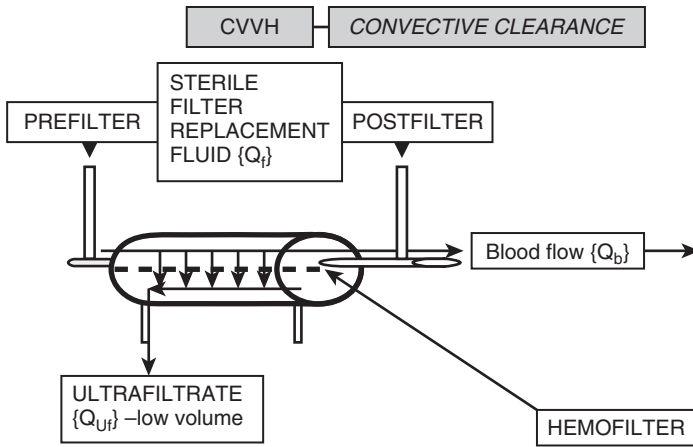 CVVH
CONVECTIVE CLEARANCE
STERILE
FILTER
REPLACEMENT
FLUID {Qf}
PREFILTER
POSTFILTER
Blood flow {Qb}
ULTRAFILTRATE
{QUf} –low volume
HEMOFILTER